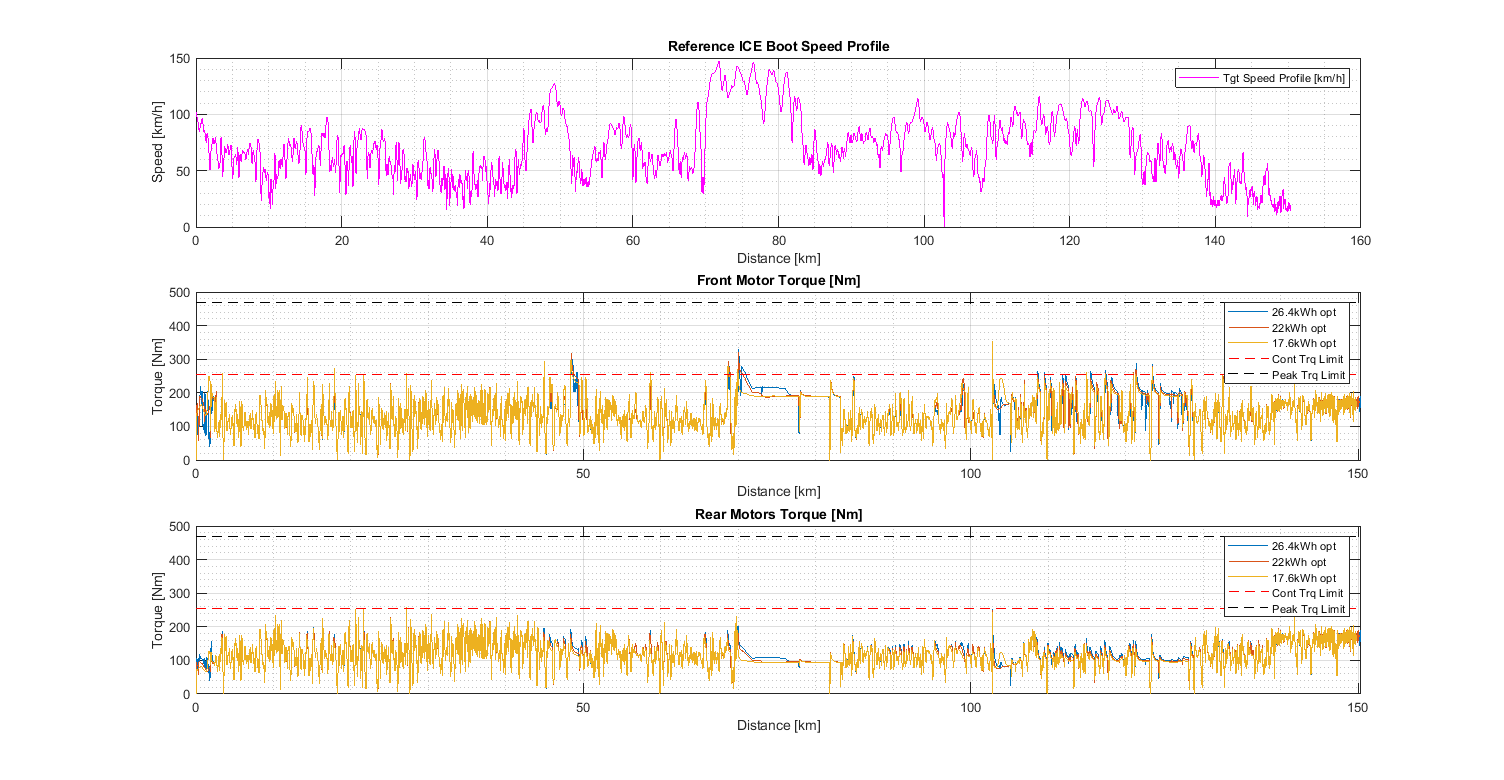 Reference ICE Boot Speed Profile
150
100
50
0
Speed [km/h]
Tgt Speed Profile [km/h]
0 20 40 60 80 100 120 140 160
Distance [km]
Front Motor Torque [Nm]
500
400
300
200
100
0
Torque [Nm]
26.4kWh opt
22kWh opt
17.6kWh opt
Cont Trq Limit
Peak Trq Limit
0 50 100 150
Distance [km]
Rear Motors Torque [Nm]
500
400
300
200
100
0
Torque [Nm]
26.4kWh opt
22kWh opt
17.6kWh opt
Cont Trq Limit
Peak Trq Limit
0 50 100 150
Distance [km]